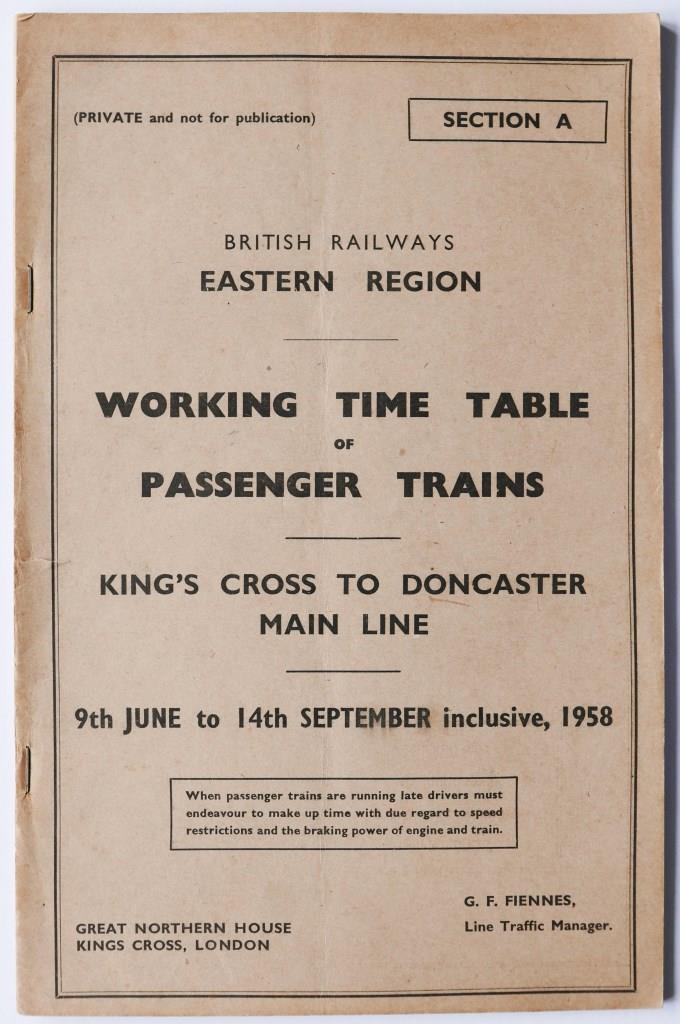 (PRIVATE and not for publication)
SECTION A
BRITISH RAILWAYS
EASTERN REGION
WORKING TIME TABLE
OF
PASSENGER TRAINS
KING'S CROSS TO DONCASTER
MAIN LINE
9th JUNE to 14th SEPTEMBER inclusive, 1958
When passenger trains are running late drivers must
endeavour to make up time with due regard to speed
restrictions and the braking power of engine and train.
G. F. FIENNES,
Line Traffic Manager.
GREAT NORTHERN HOUSE
KINGS CROSS, LONDON